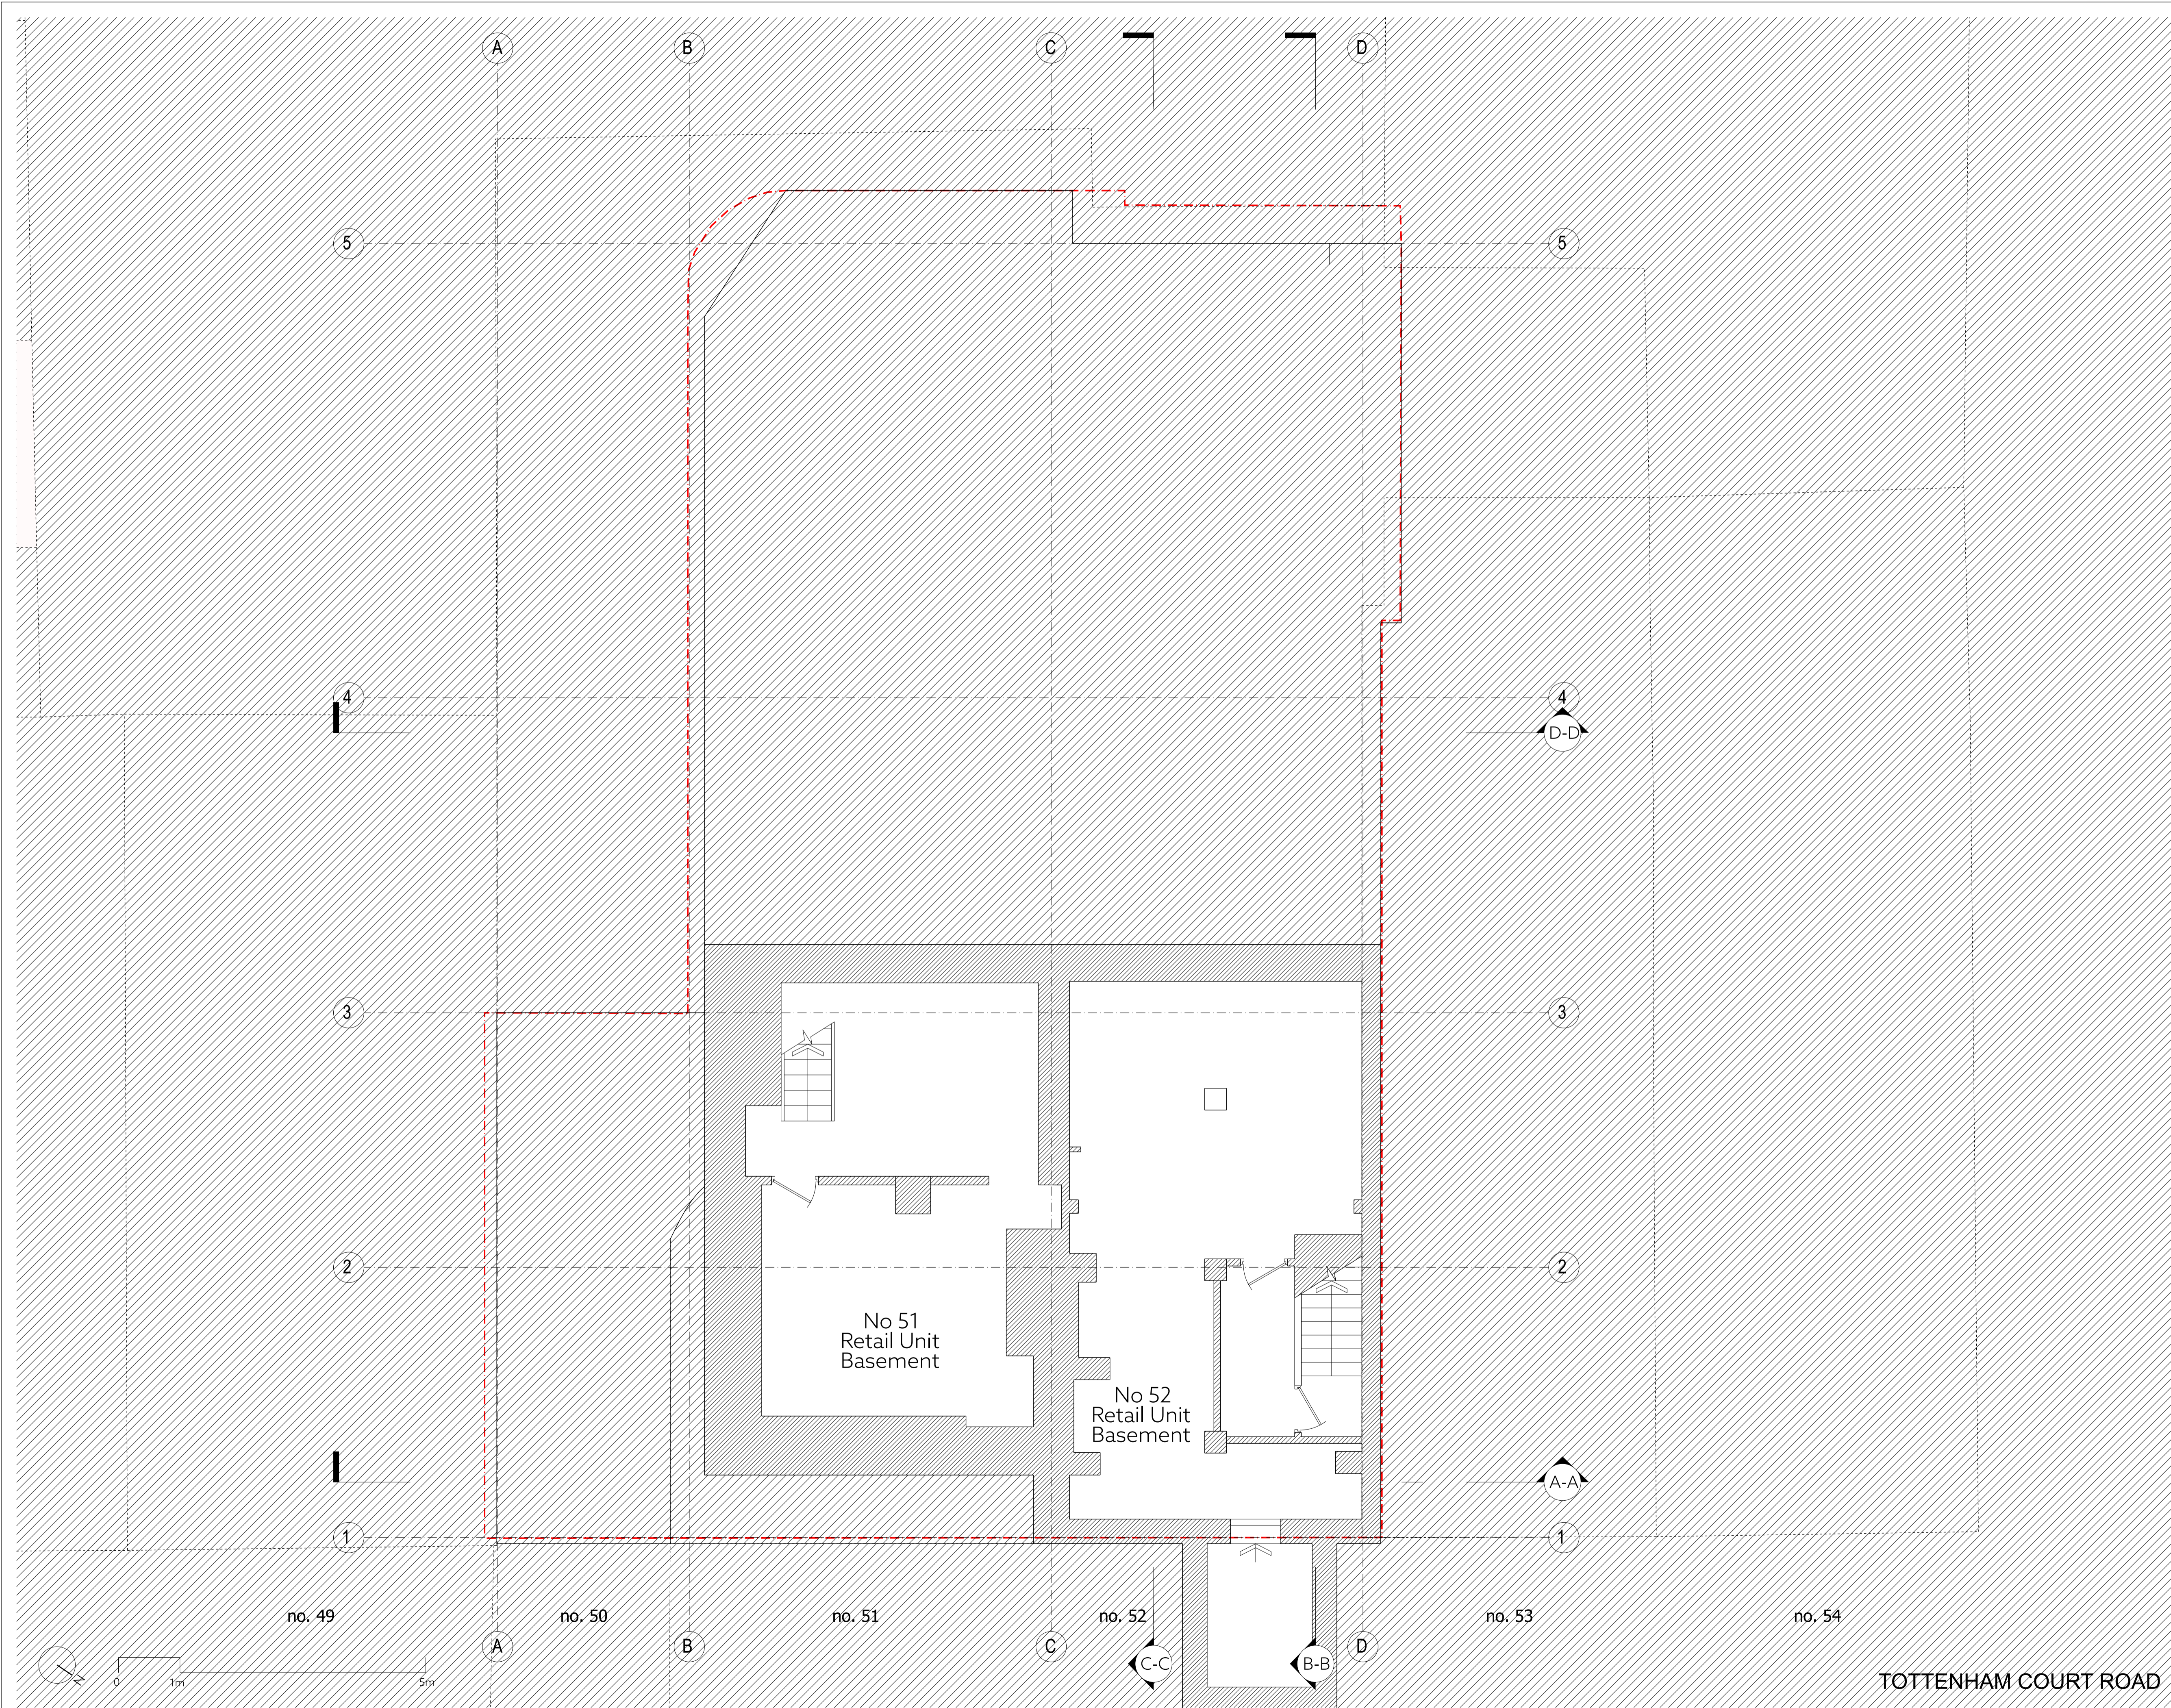 A
B
C
D
5
5
4
4
D-D
3
3
2
2
No 51
Retail Unit
Basement
No 52
Retail Unit
Basement
A-A
1
1
no. 49
no. 50
no. 51
no. 52
no. 53
no. 54
A
B
C
D
C-C
B-B
N
0
1m
5m
TOTTENHAM COURT ROAD